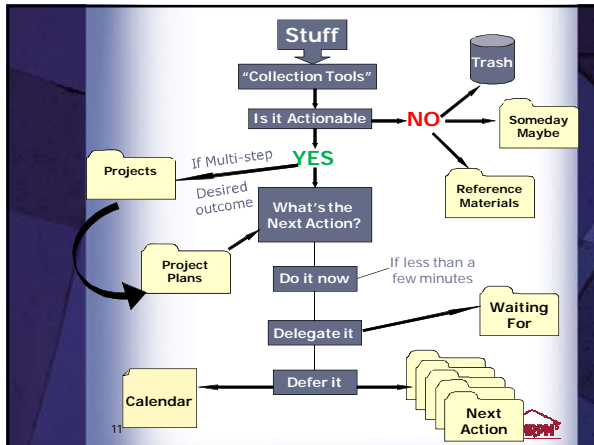 Stuff
"Collection Tools"
Is it Actionable
NO
Trash
Someday
Maybe
Reference
Materials
YES
If Multi-step
Desired
outcome
Projects
Project
Plans
What's the
Next Action?
Do it now
If less than a
few minutes
Delegate it
Waiting
For
Defer it
Calendar
Next
Action
11